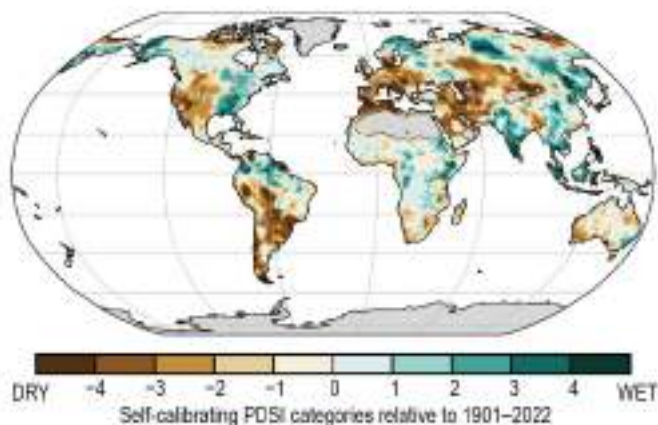 DRY −4 −3 −2 −1 0 1 2 3 4 WET
Self-calibrating PDSI categories relative to 1901–2022